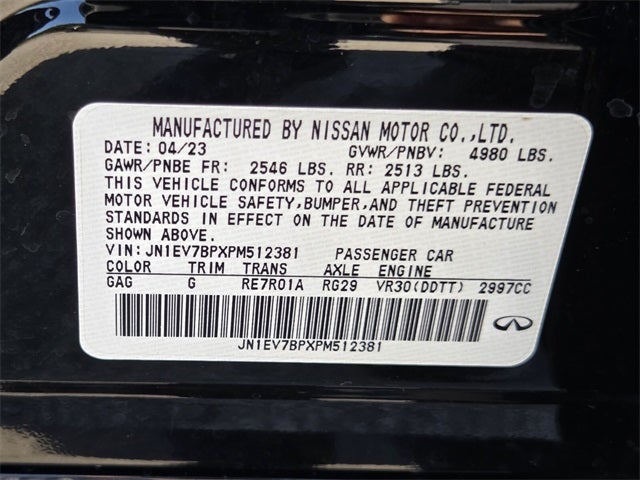 MANUFACTURED BY NISSAN MOTOR CO.,LTD.
DATE: 04/23 GVWR/PNBV: 4980 LBS.
GAWR/PNBE FR: 2546 LBS. RR: 2513 LBS.
THIS VEHICLE CONFORMS TO ALL APPLICABLE FEDERAL
MOTOR VEHICLE SAFETY,BUMPER,AND THEFT PREVENTION
STANDARDS IN EFFECT ON THE DATE OF MANUFACTURE
SHOWN ABOVE.
VIN: JN1EV7BPXPM512381 PASSENGER CAR
COLOR TRIM TRANS AXLE ENGINE
GAG G RE7R01A RG29 VR30(DDTT) 2997CC
JN1EV7BPXPM512381